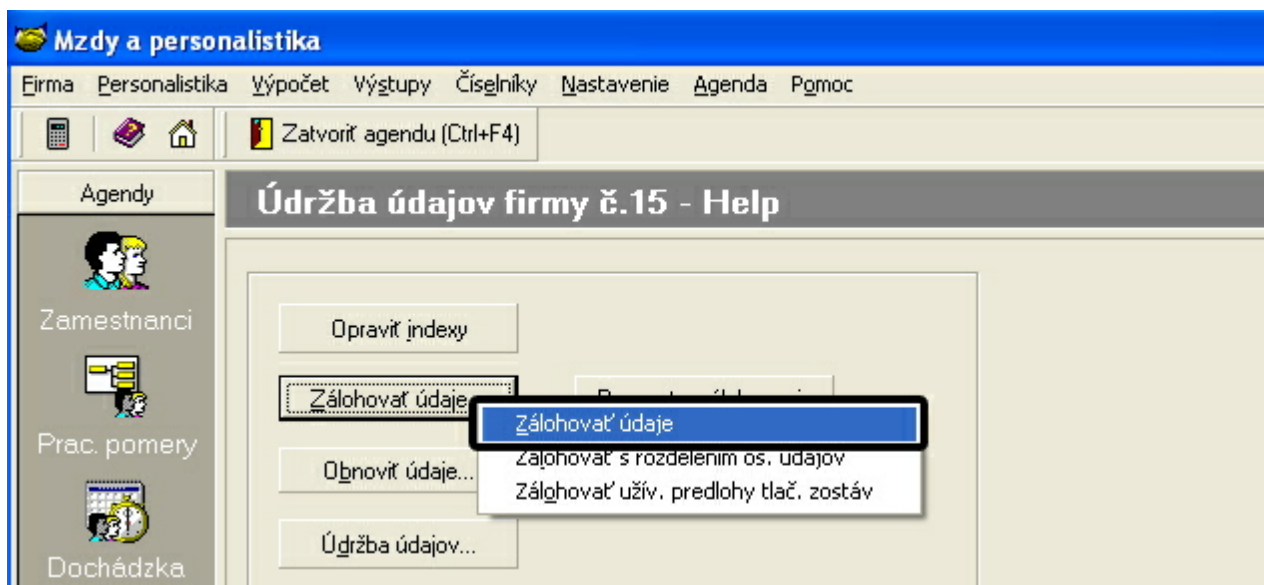 Mzdy a personalistika
Firma Personalistika Výpočet Výstupy Číselníky Nastavenie Agenda Pomoc
Zatvoriť agendu (Ctrl+F4)
Agendy
Údržba údajov firmy č.15 - Help
Zamestnanci
Opraviť indexy
Zálohovať údaje
Zálohovať údaje
Zálohovať s rozdelením os. údajov
Prac. pomery
Obnoviť údaje...
Zálohovať užív. predlohy tlač. zostáv
Údržba údajov...
Dochádzka